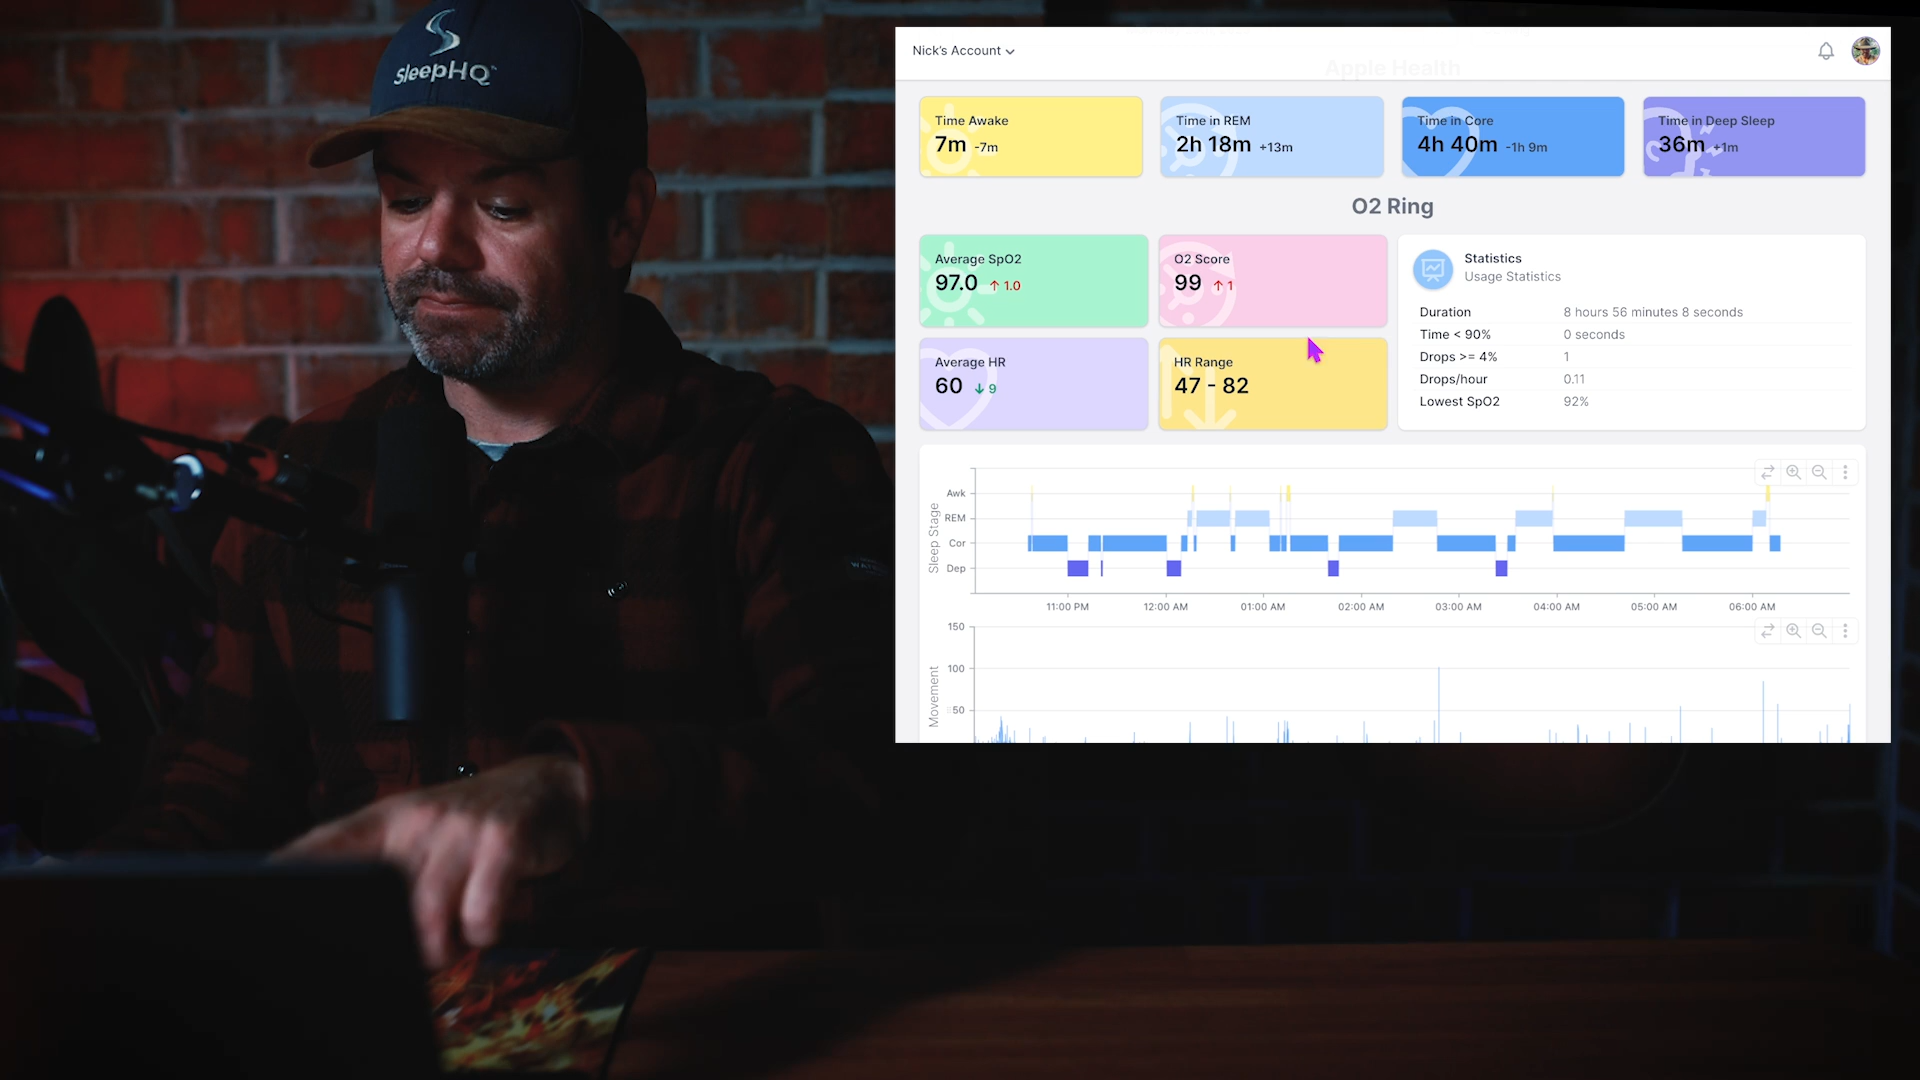 SleepHQ™
Nick's Account
Apple Health
Time Awake
7m -7m
Time in REM
2h 18m +13m
Time in Core
4h 40m -1h 9m
Time in Deep Sleep
36m +1m
O2 Ring
Average SpO2
97.0 ↑ 1.0
O2 Score
99 ↑ 1
Average HR
60 ↓ 9
HR Range
47 - 82
Statistics
Usage Statistics
Duration 8 hours 56 minutes 8 seconds
Time < 90% 0 seconds
Drops >= 4% 1
Drops/hour 0.11
Lowest SpO2 92%
Sleep Stage
Awk
REM
Cor
Dep
11:00 PM 12:00 AM 01:00 AM 02:00 AM 03:00 AM 04:00 AM 05:00 AM 06:00 AM
Movement
150
100
50